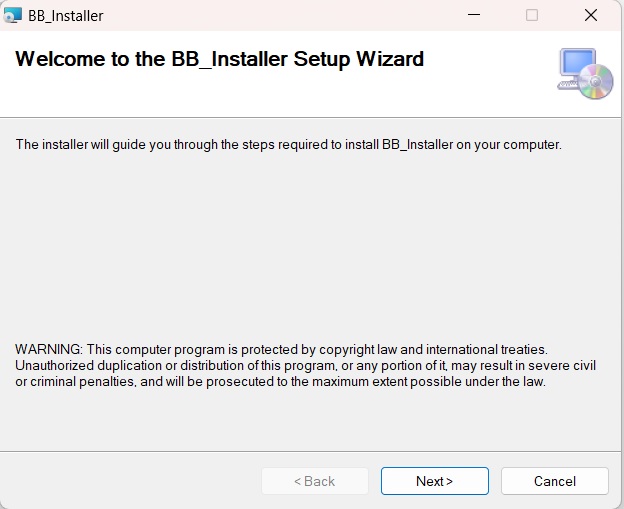 BB_Installer
Welcome to the BB_Installer Setup Wizard
The installer will guide you through the steps required to install BB_Installer on your computer.
WARNING: This computer program is protected by copyright law and international treaties.
Unauthorized duplication or distribution of this program, or any portion of it, may result in severe civil
or criminal penalties, and will be prosecuted to the maximum extent possible under the law.
< Back
Next >
Cancel